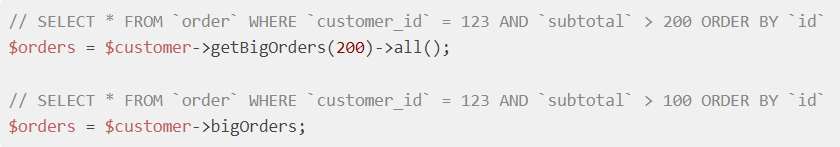 // SELECT * FROM `order` WHERE `customer_id` = 123 AND `subtotal` > 200 ORDER BY `id`
$orders = $customer->getBigOrders(200)->all();
// SELECT * FROM `order` WHERE `customer_id` = 123 AND `subtotal` > 100 ORDER BY `id`
$orders = $customer->bigOrders;